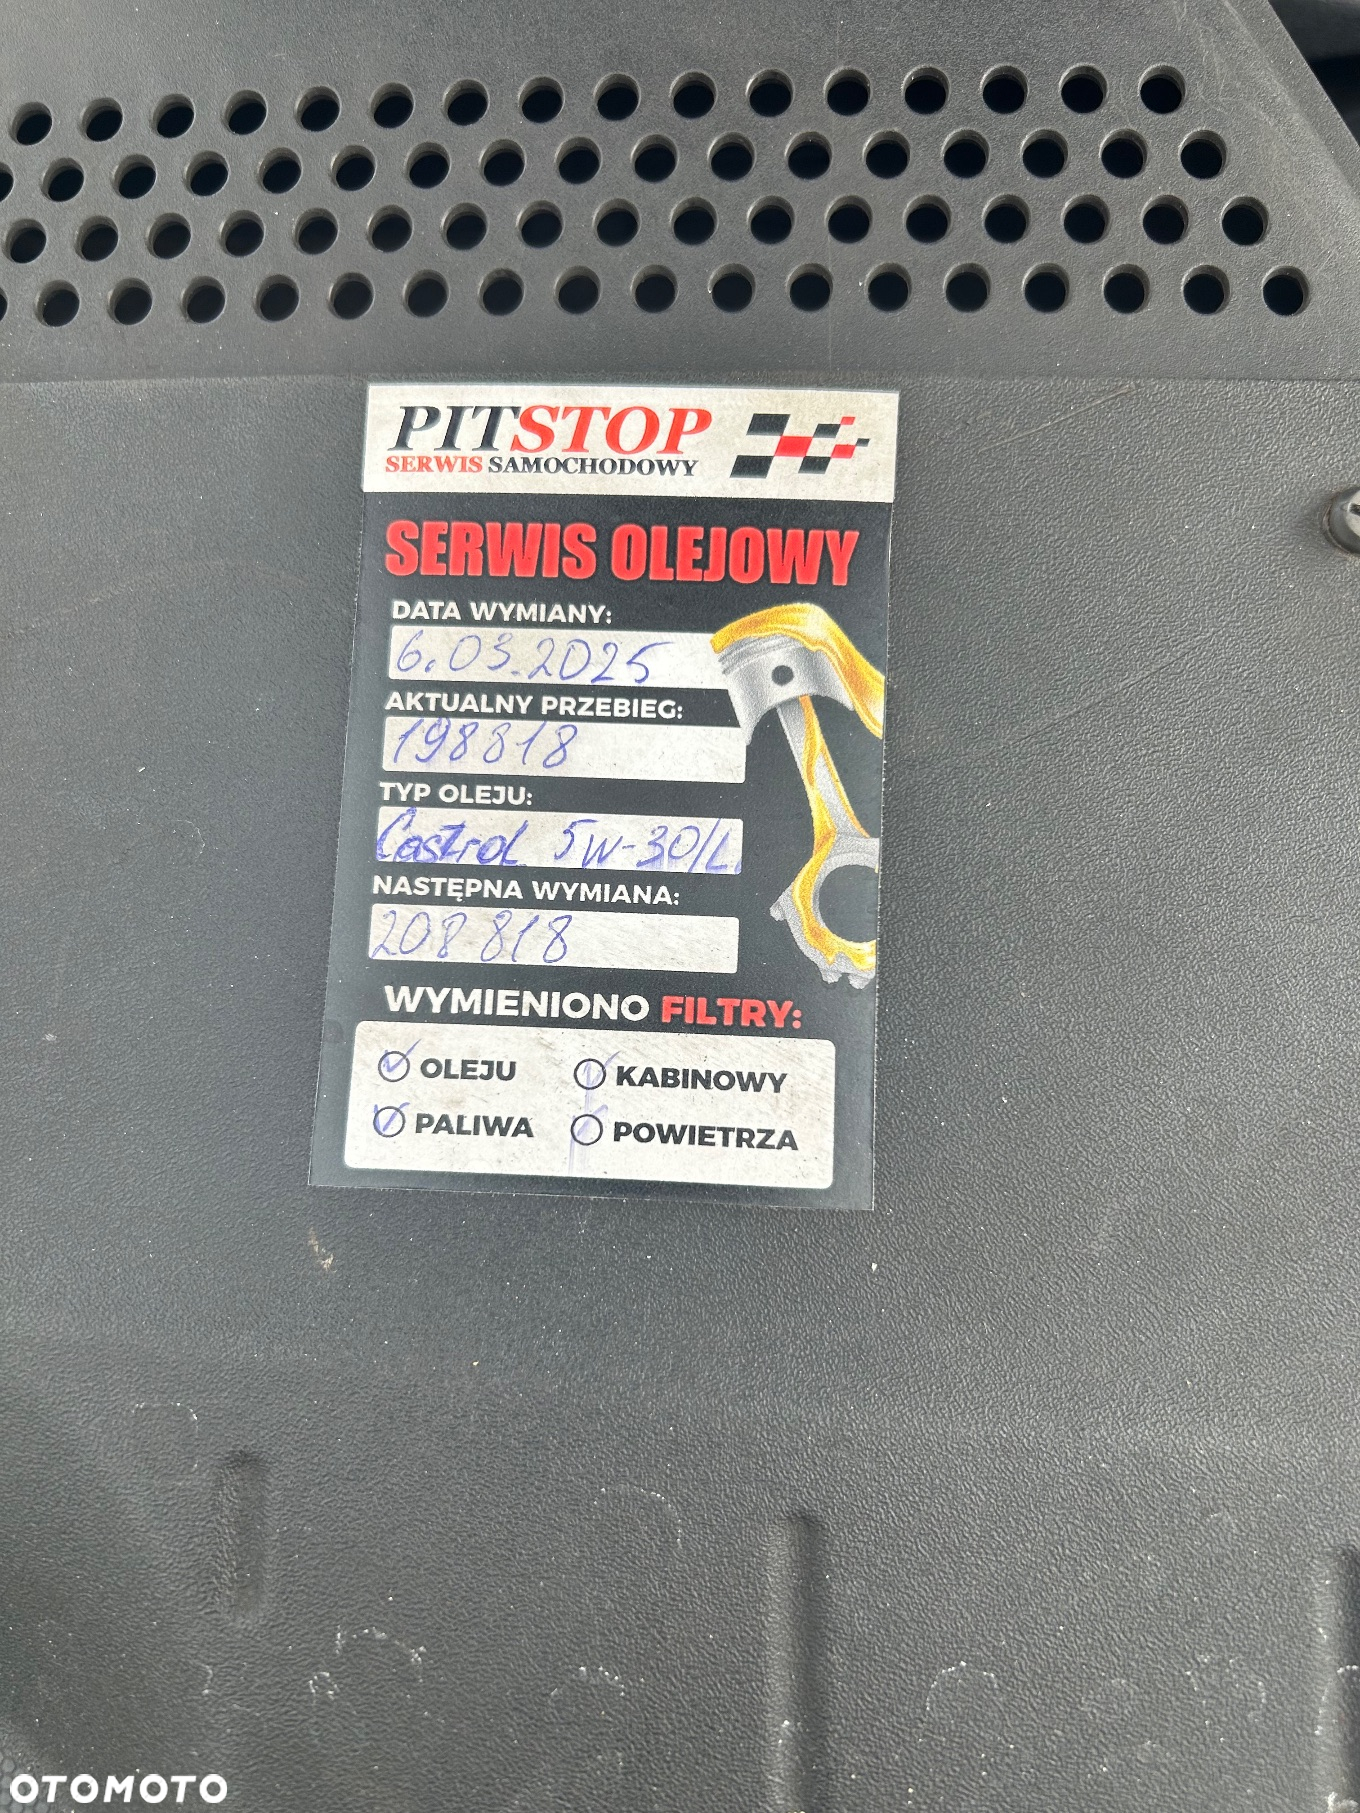 PITSTOP
SERWIS SAMOCHODOWY
SERWIS OLEJOWY
DATA WYMIANY:
6.03.2025
AKTUALNY PRZEBIEG:
198818
TYP OLEJU:
Castrol 5W-30/L.
NASTĘPNA WYMIANA:
208818
WYMIENIONO FILTRY:
OLEJU KABINOWY
PALIWA POWIETRZA
OTOMOTO